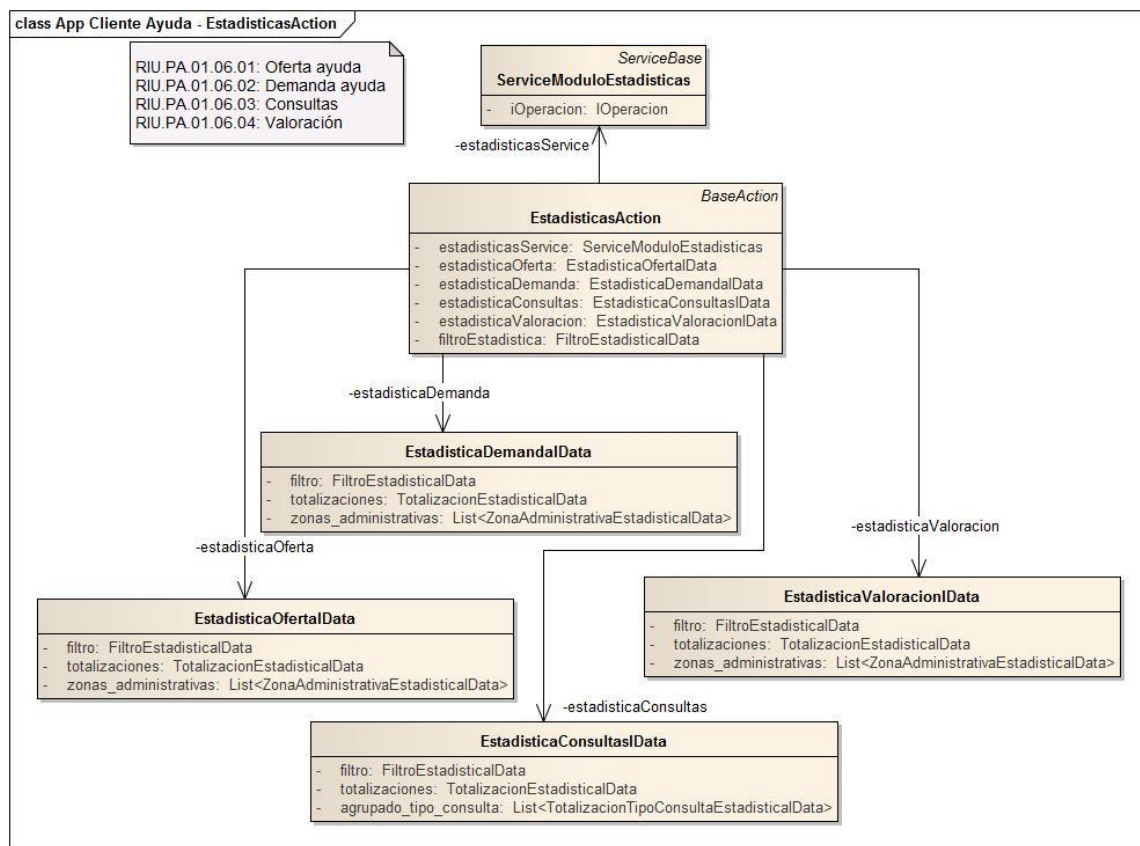 class App Cliente Ayuda - EstadisticasAction
RIU.PA.01.06.01: Oferta ayuda
RIU.PA.01.06.02: Demanda ayuda
RIU.PA.01.06.03: Consultas
RIU.PA.01.06.04: Valoración
ServiceBase
ServiceModuloEstadisticas
- iOperacion: IOperacion
-estadisticasService
BaseAction
EstadisticasAction
- estadisticasService: ServiceModuloEstadisticas
- estadisticaOferta: EstadisticaOfertaIData
- estadisticaDemanda: EstadisticaDemandaIData
- estadisticaConsultas: EstadisticaConsultasIData
- estadisticaValoracion: EstadisticaValoracionIData
- filtroEstadistica: FiltroEstadisticaIData
-estadisticaDemanda
EstadisticaDemandaIData
- filtro: FiltroEstadisticaIData
- totalizaciones: TotalizacionEstadisticaIData
- zonas_administrativas: List<ZonaAdministrativaEstadisticaIData>
-estadisticaValoracion
-estadisticaOferta
EstadisticaValoracionIData
- filtro: FiltroEstadisticaIData
- totalizaciones: TotalizacionEstadisticaIData
- zonas_administrativas: List<ZonaAdministrativaEstadisticaIData>
EstadisticaOfertaIData
- filtro: FiltroEstadisticaIData
- totalizaciones: TotalizacionEstadisticaIData
- zonas_administrativas: List<ZonaAdministrativaEstadisticaIData>
-estadisticaConsultas
EstadisticaConsultasIData
- filtro: FiltroEstadisticaIData
- totalizaciones: TotalizacionEstadisticaIData
- agrupado_tipo_consulta: List<TotalizacionTipoConsultaEstadisticaIData>